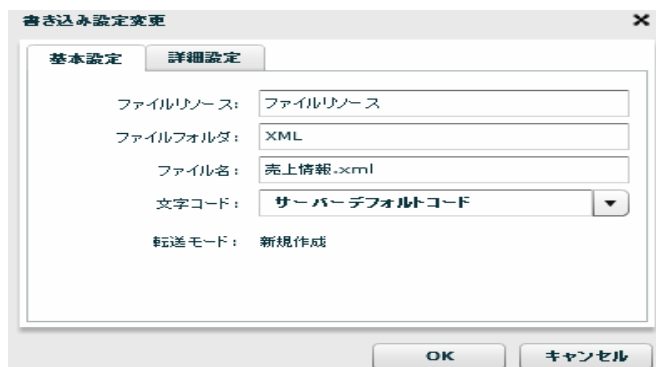 書き込み設定変更
基本設定 詳細設定
ファイルリソース: ファイルリソース
ファイルフォルダ: XML
ファイル名: 売上情報.xml
文字コード: サーバーデフォルトコード
転送モード: 新規作成
OK キャンセル